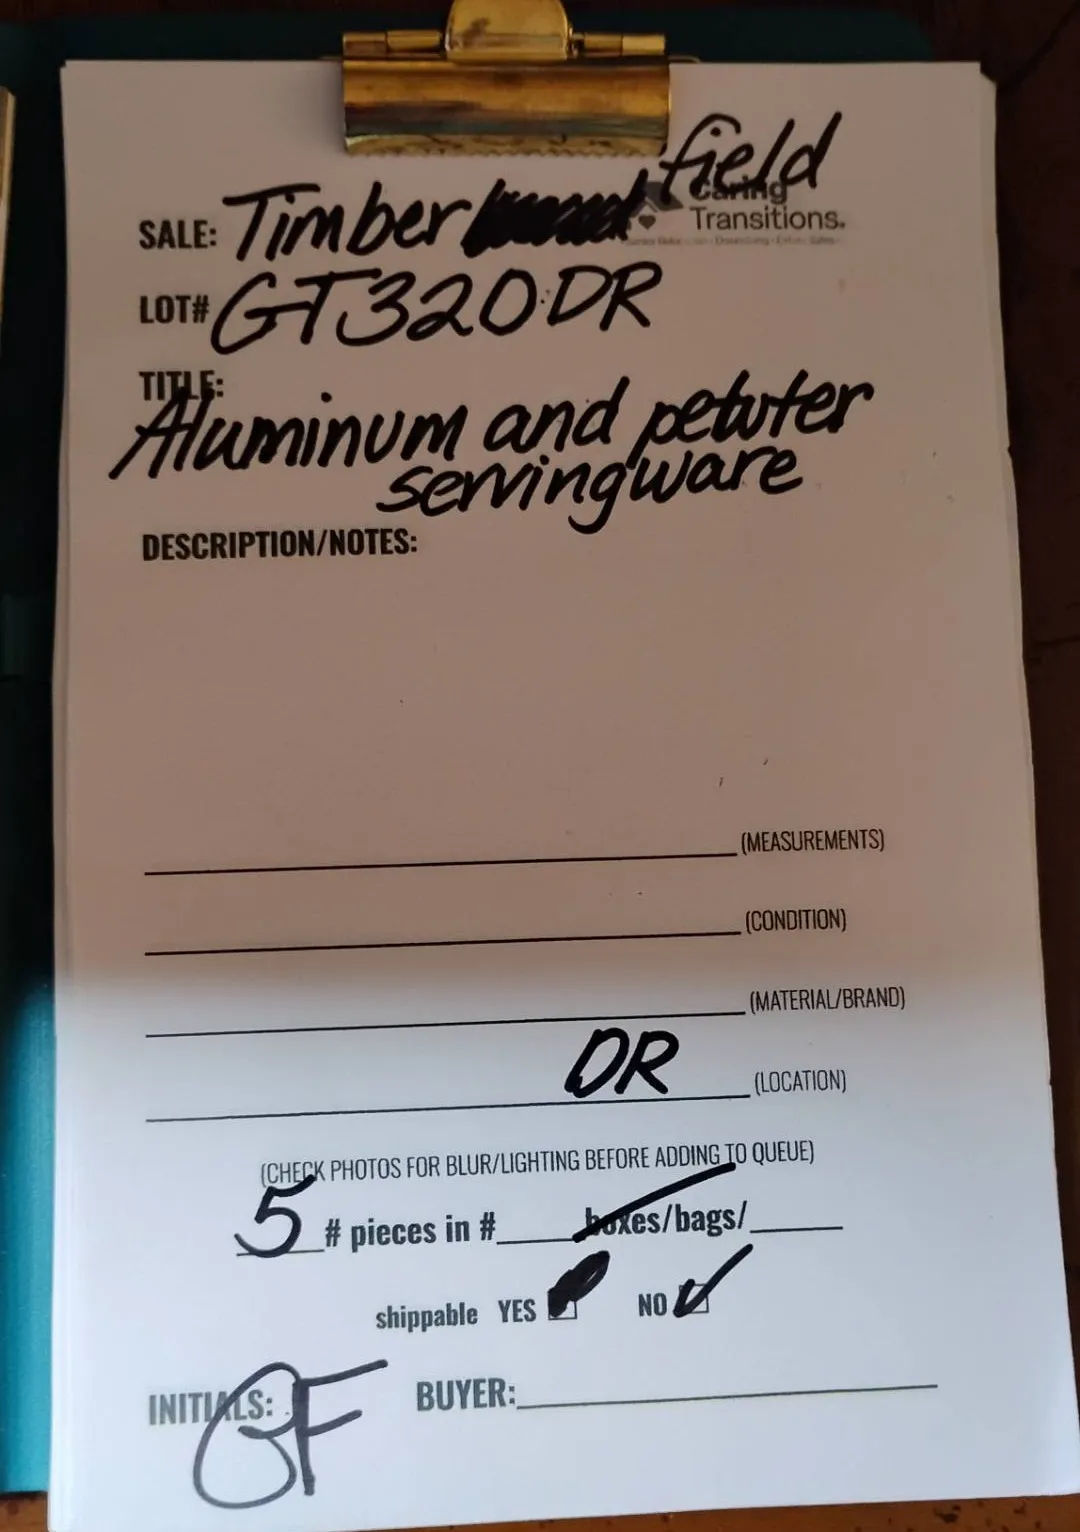 SALE: Timberfield
Caring
Transitions.
LOT# GT320DR
TITLE:
Aluminum and pewter
servingware
DESCRIPTION/NOTES:
(MEASUREMENTS)
(CONDITION)
(MATERIAL/BRAND)
DR (LOCATION)
(CHECK PHOTOS FOR BLUR/LIGHTING BEFORE ADDING TO QUEUE)
5 # pieces in # boxes/bags/
shippable YES NO ✓
INITIALS: GF BUYER: